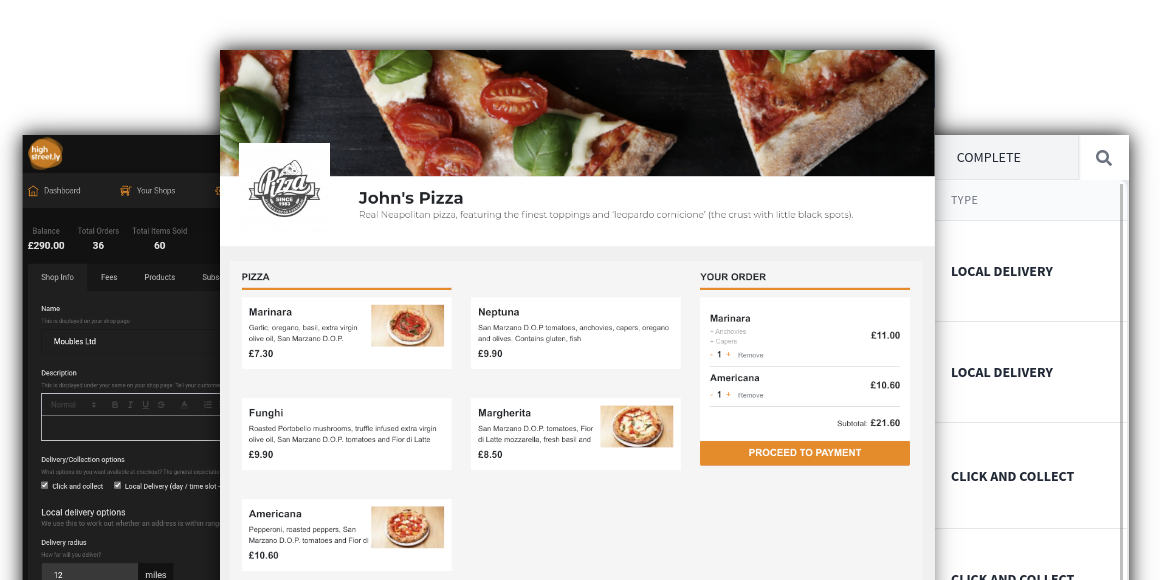 high
street.ly
Dashboard
Your Shops
Balance
Total Orders
Total Items Sold
£290.00
36
60
Shop Info
Fees
Products
Subs
Name
This is displayed on your shop page
Moubles Ltd
Description
This is displayed under your name on your shop page. Tell your custome
Normal
B I U S A
Delivery/Collection options
What options do you want available at checkout? The general expectatio
Click and collect
Local Delivery (day / time slot -
Local delivery options
We use this to work out whether an address is within rang
Delivery radius
How far will you deliver?
12
miles
Pizza
SINCE
1983
John's Pizza
Real Neapolitan pizza, featuring the finest toppings and 'leopardo cornicione' (the crust with little black spots).
PIZZA
Marinara
Garlic, oregano, basil, extra virgin
olive oil, San Marzano D.O.P.
£7.30
Neptuna
San Marzano D.O.P tomatoes, anchovies, capers, oregano
and olives. Contains gluten, fish
£9.90
Funghi
Roasted Portobello mushrooms, truffle infused extra virgin
olive oil, San Marzano D.O.P. tomatoes and Fior di Latte
£9.90
Margherita
San Marzano D.O.P. tomatoes, Fior
di Latte mozzarella, fresh basil and
£8.50
Americana
Pepperoni, roasted peppers, San
Marzano D.O.P. tomatoes and Fior di
£10.60
YOUR ORDER
Marinara
+ Anchovies
+ Capers
£11.00
- 1 + Remove
Americana
£10.60
- 1 + Remove
Subtotal: £21.60
PROCEED TO PAYMENT
COMPLETE
TYPE
LOCAL DELIVERY
LOCAL DELIVERY
CLICK AND COLLECT
CLICK AND COLLECT